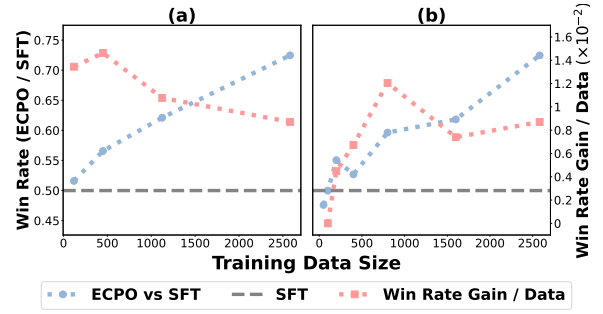 (a) (b)
Win Rate (ECPO / SFT)
0.75
0.70
0.65
0.60
0.55
0.50
0.45
1.6
1.4
1.2
1
0.8
0.6
0.4
0.2
0
Win Rate Gain / Data (×10⁻²)
0 500 1000 1500 2000 2500 0 500 1000 1500 2000 2500
Training Data Size
ECPO vs SFT SFT Win Rate Gain / Data